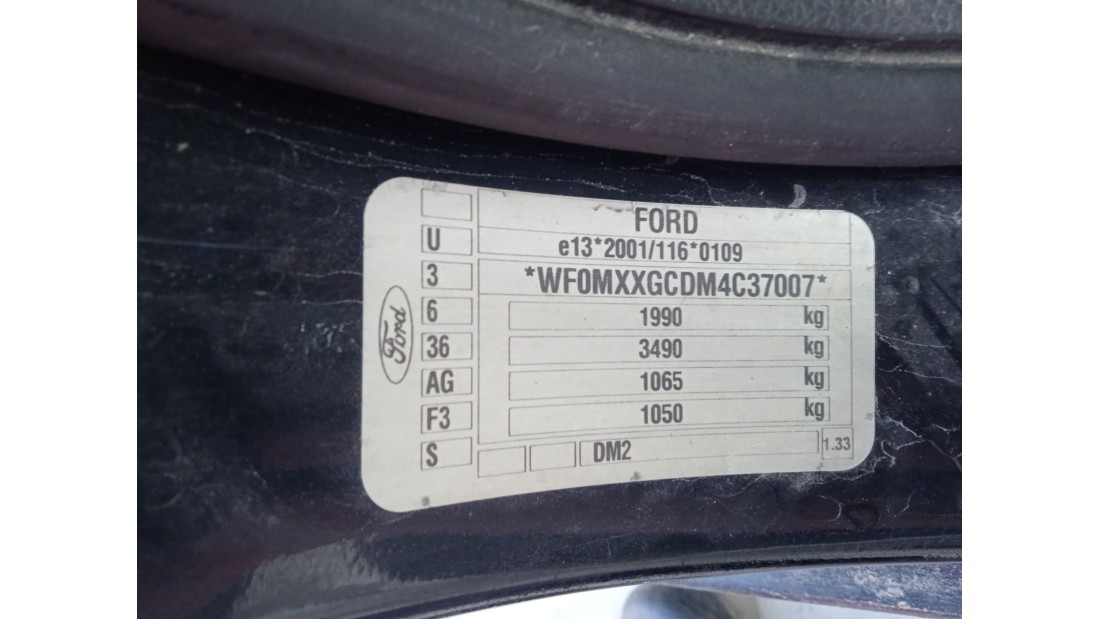 FORD
U
e13*2001/116*0109
3
*WF0MXXGCDM4C37007*
6
1990 kg
36
3490 kg
AG
1065 kg
F3
1050 kg
S
DM2
1.33
Ford